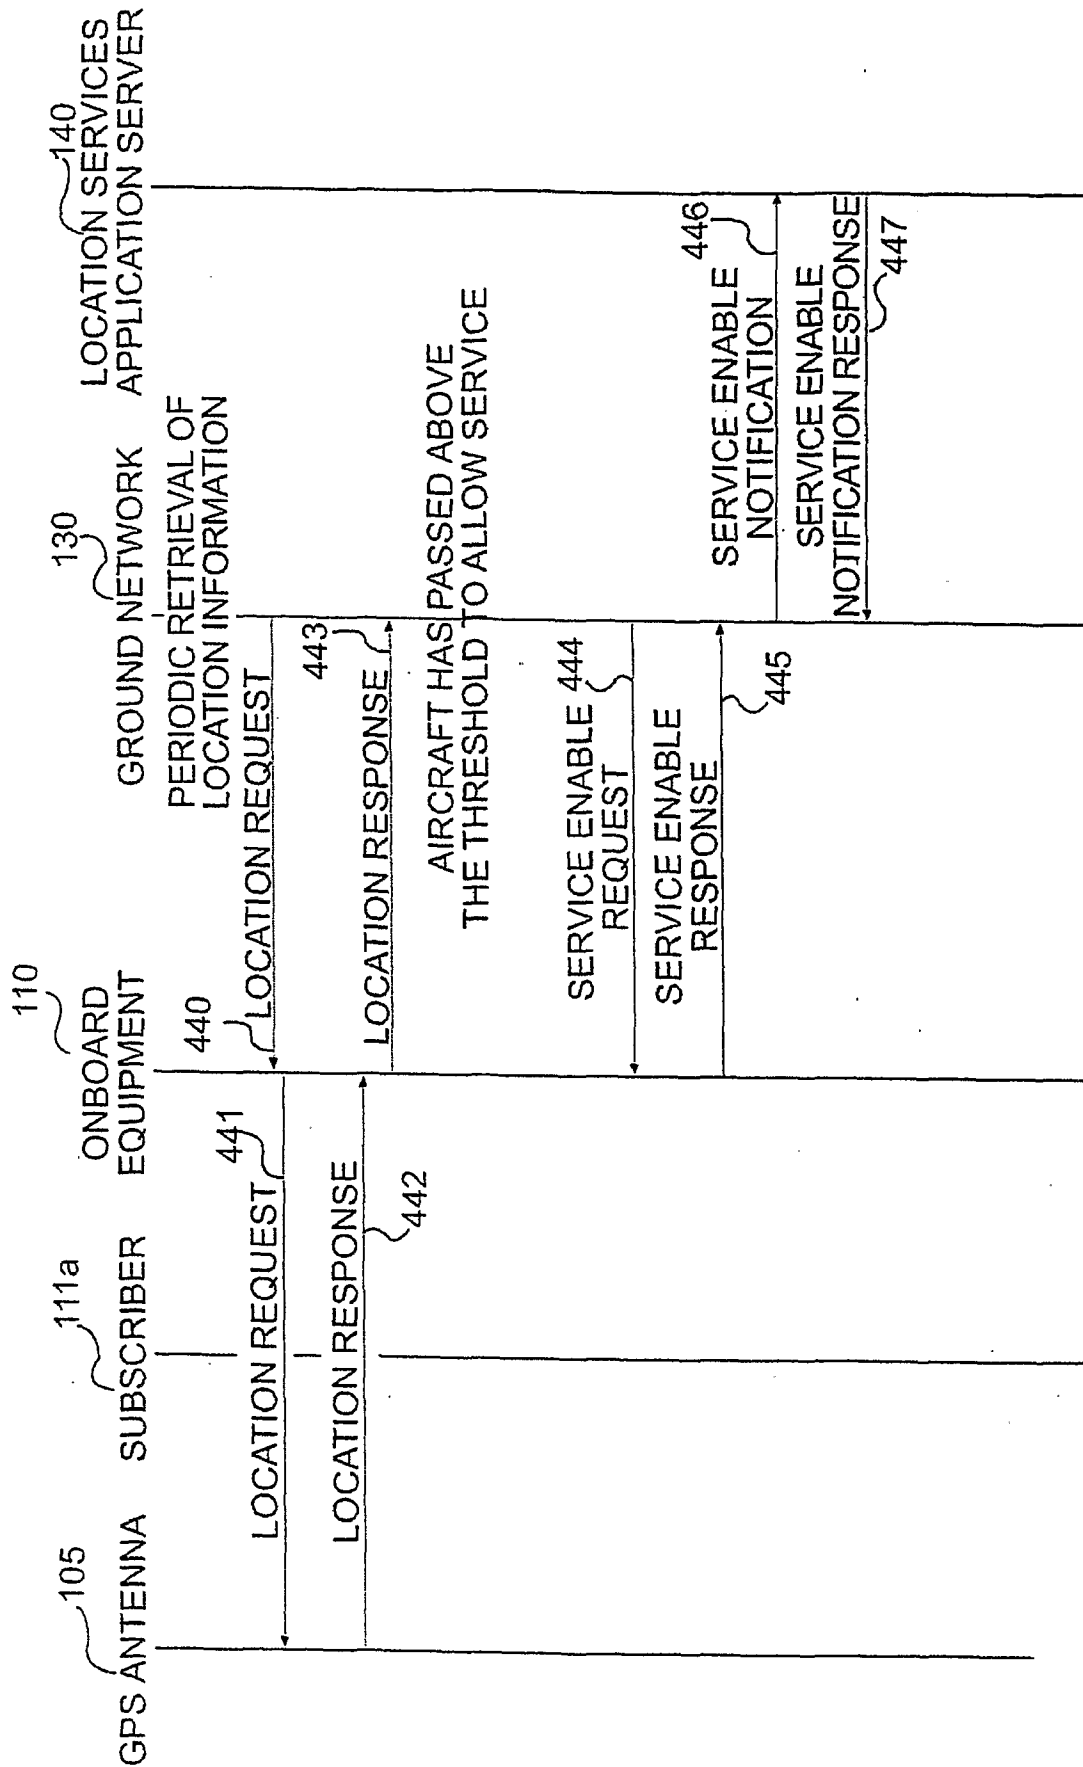 105
GPS ANTENNA
111a
SUBSCRIBER
110
ONBOARD
EQUIPMENT
130
GROUND NETWORK
140
LOCATION SERVICES
APPLICATION SERVER
PERIODIC RETRIEVAL OF
LOCATION INFORMATION
440
LOCATION REQUEST
441
LOCATION REQUEST
LOCATION RESPONSE
442
443
LOCATION RESPONSE
AIRCRAFT HAS PASSED ABOVE
THE THRESHOLD TO ALLOW SERVICE
SERVICE ENABLE
REQUEST
444
SERVICE ENABLE
RESPONSE
445
SERVICE ENABLE
NOTIFICATION
446
SERVICE ENABLE
NOTIFICATION RESPONSE
447